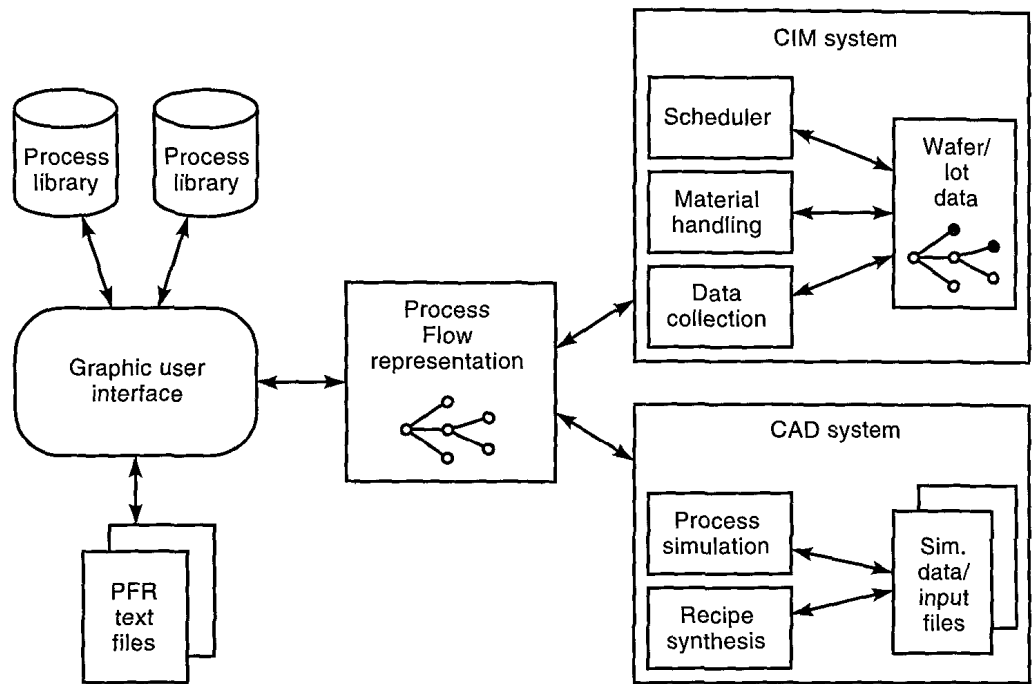 Process
library
Process
library
Graphic user
interface
PFR
text
files
Process
Flow
representation
CIM system
Scheduler
Material
handling
Data
collection
Wafer/
lot
data
CAD system
Process
simulation
Recipe
synthesis
Sim.
data/
input
files